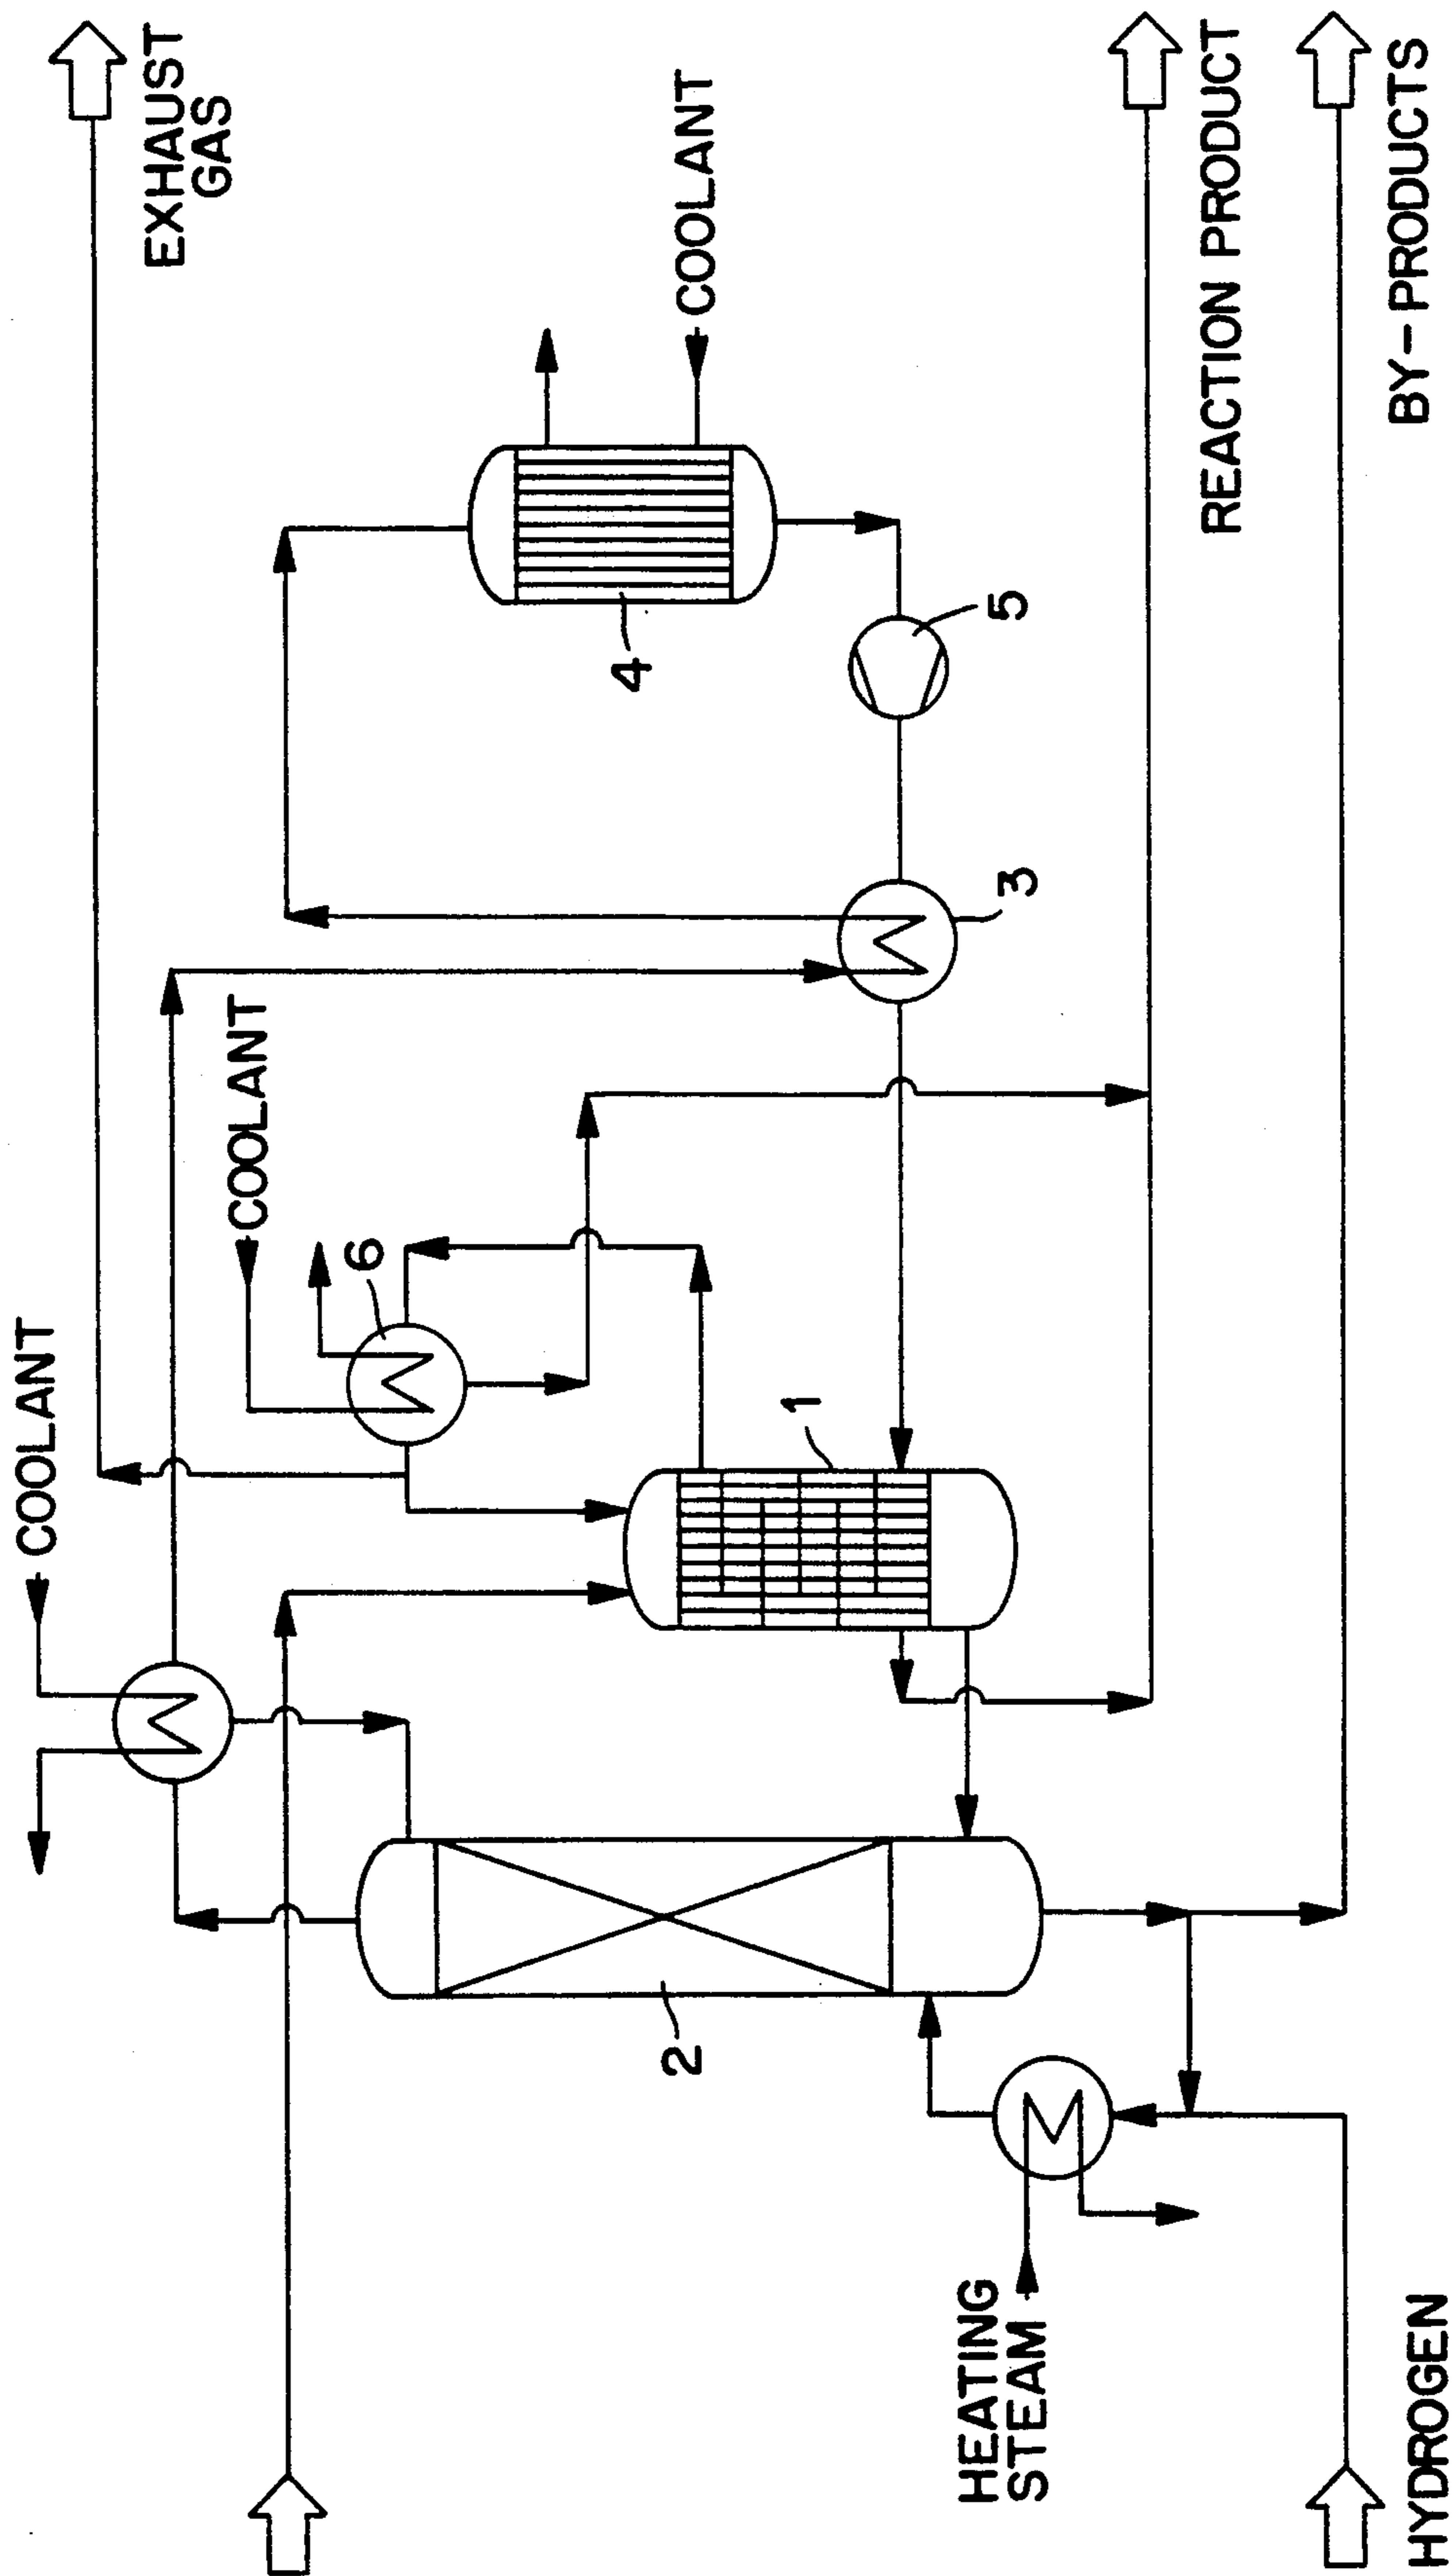 EXHAUST
GAS
COOLANT
COOLANT
COOLANT
6
4
5
3
1
2
REACTION PRODUCT
BY-PRODUCTS
HEATING
STEAM
HYDROGEN